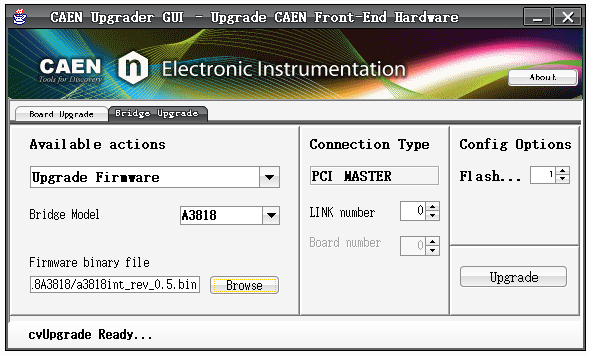 CAEN Upgrader GUI - Upgrade CAEN Front-End Hardware
CAEN
Tools for Discovery
n
Electronic Instrumentation
About
Board Upgrade
Bridge Upgrade
Available actions
Upgrade Firmware
Bridge Model
A3818
Firmware binary file
.8A3818/a3818int_rev_0.5.bin
Browse
Connection Type
PCI MASTER
LINK number
0
Board number
0
Config Options
Flash...
1
Upgrade
cvUpgrade Ready...